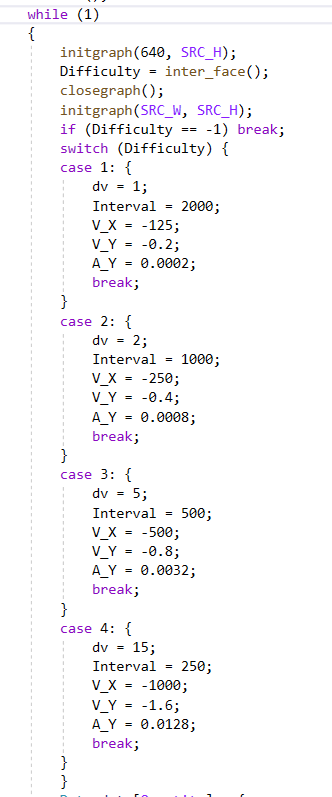 while (1)
{
initgraph(640, SRC_H);
Difficulty = inter_face();
closegraph();
initgraph(SRC_W, SRC_H);
if (Difficulty == -1) break;
switch (Difficulty) {
case 1: {
dv = 1;
Interval = 2000;
V_X = -125;
V_Y = -0.2;
A_Y = 0.0002;
break;
}
case 2: {
dv = 2;
Interval = 1000;
V_X = -250;
V_Y = -0.4;
A_Y = 0.0008;
break;
}
case 3: {
dv = 5;
Interval = 500;
V_X = -500;
V_Y = -0.8;
A_Y = 0.0032;
break;
}
case 4: {
dv = 15;
Interval = 250;
V_X = -1000;
V_Y = -1.6;
A_Y = 0.0128;
break;
}
}